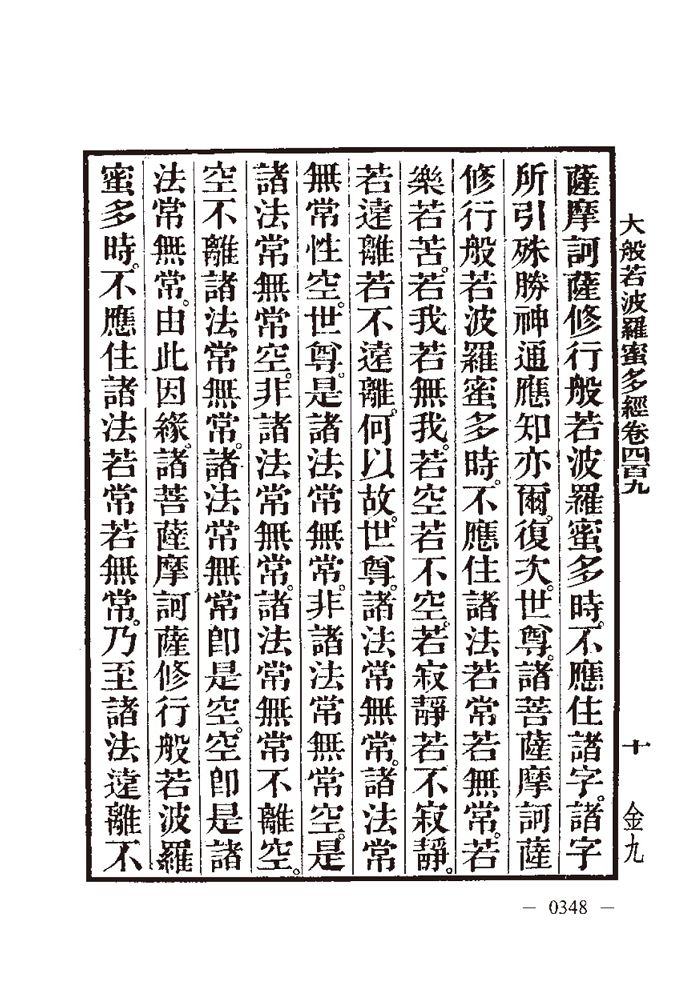 大般若波羅蜜多經卷四百九
十
金九
薩摩訶薩修行般若波羅蜜多時。不應住諸字。諸字
所引殊勝神通應知亦爾。復次。世尊。諸菩薩摩訶薩
修行般若波羅蜜多時。不應住諸法若常若無常。若
樂若苦。若我若無我。若空若不空。若寂靜若不寂靜。
若遠離若不遠離。何以故。世尊。諸法常無常。諸法常
無常性空。世尊。是諸法常無常。非諸法常無常空。是
諸法常無常空。非諸法常無常。諸法常無常不離空。
空不離諸法常無常。諸法常無常卽是空。空卽是諸
法常無常。由此因緣。諸菩薩摩訶薩修行般若波羅
蜜多時。不應住諸法若常若無常。乃至諸法遠離不
— 0348 —